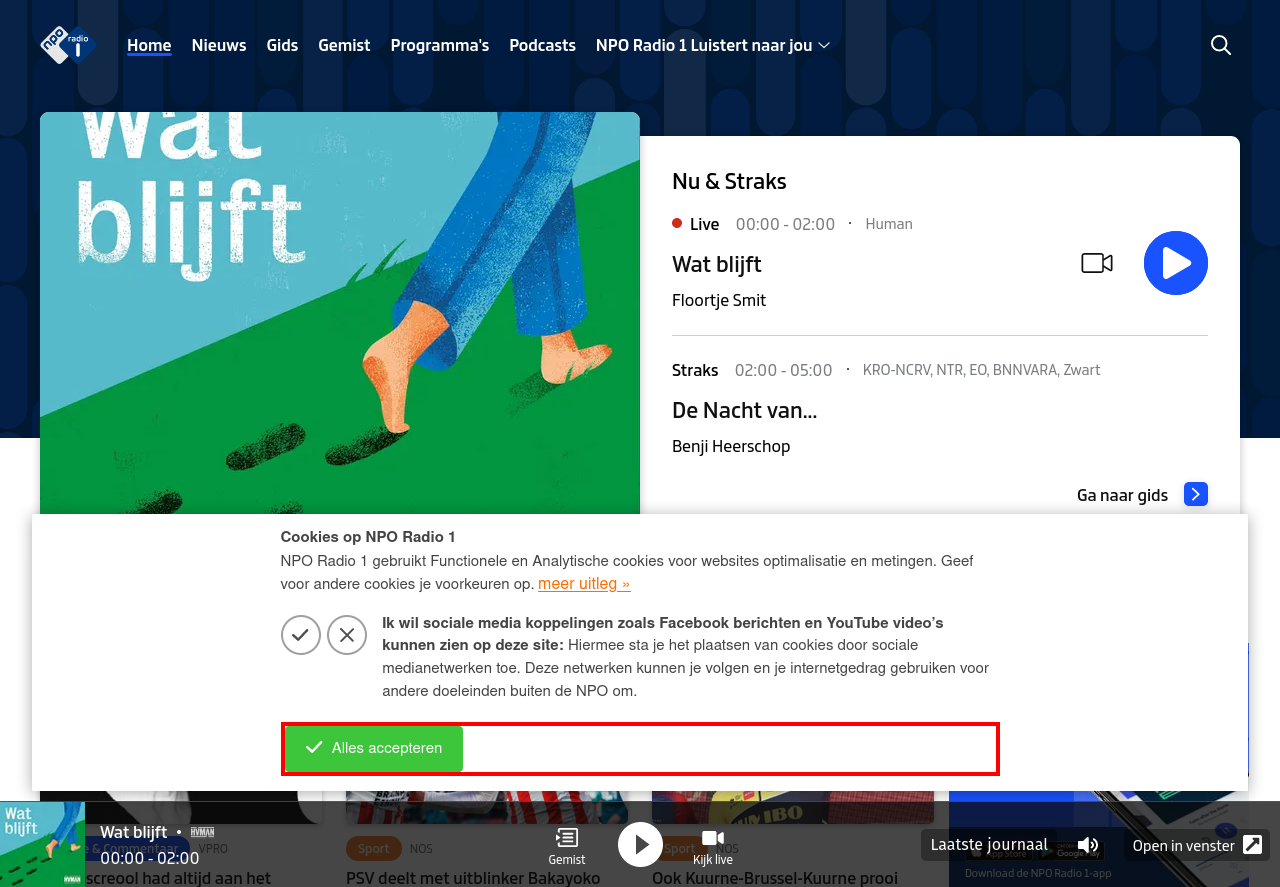 npo radio 1
Home Nieuws Gids Gemist Programma's Podcasts NPO Radio 1 Luistert naar jou
wat
blijft
Nu & Straks
Live 00:00 - 02:00 · Human
Wat blijft
Floortje Smit
Straks 02:00 - 05:00 · KRO-NCRV, NTR, EO, BNNVARA, Zwart
De Nacht van...
Benji Heerschop
Ga naar gids
Cookies op NPO Radio 1
NPO Radio 1 gebruikt Functionele en Analytische cookies voor websites optimalisatie en metingen. Geef
voor andere cookies je voorkeuren op. meer uitleg »
Ik wil sociale media koppelingen zoals Facebook berichten en YouTube video's
kunnen zien op deze site: Hiermee sta je het plaatsen van cookies door sociale
medianetwerken toe. Deze netwerken kunnen je volgen en je internetgedrag gebruiken voor
andere doeleinden buiten de NPO om.
Alles accepteren
Wat
blijft
HVMAN
Wat blijft • HVMAN
00:00 - 02:00
& Commentaar VPRO
Sport NOS
Sport NOS
Gemist
Kijk live
Laatste journaal
Open in venster
App Store
Google Play
Download de NPO Radio 1-app
screool had altijd aan het
PSV deelt met uitblinker Bakayoko
Ook Kuurne-Brussel-Kuurne prooi